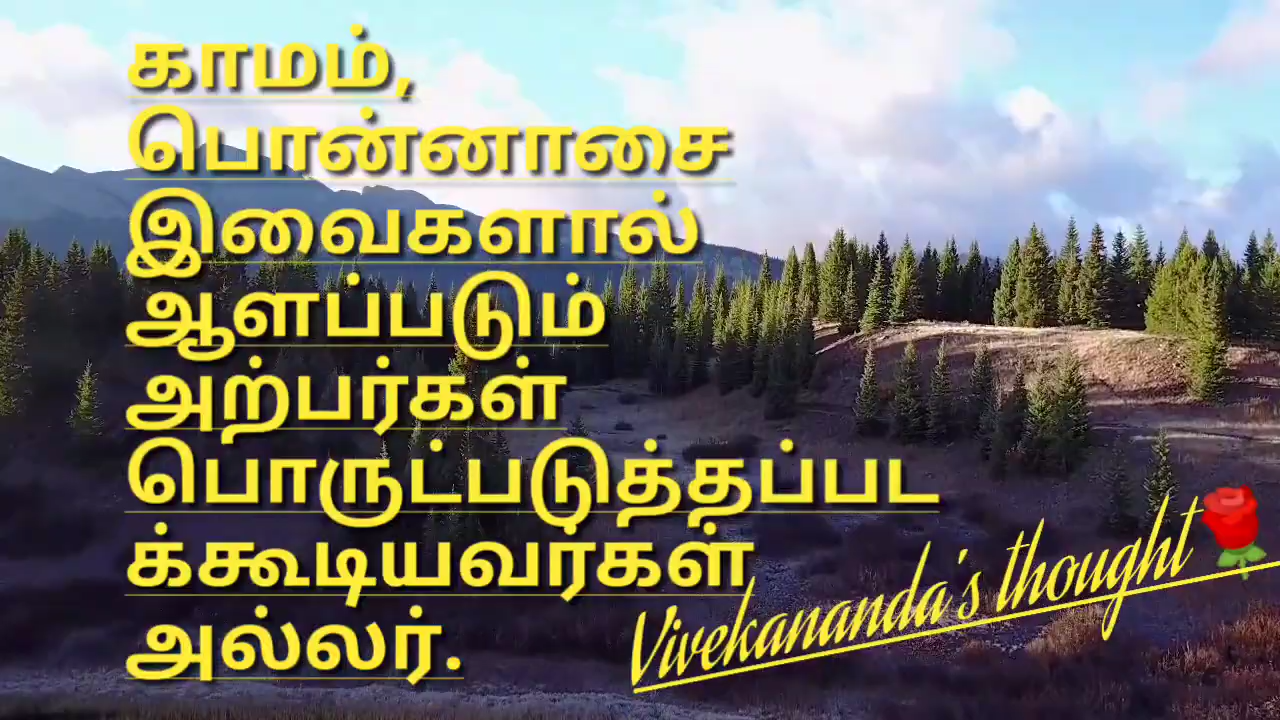 காமம்,
பொன்னாசை
இவைகளால்
ஆளப்படும்
அற்பர்கள்
பொருட்படுத்தப்பட
க்கூடியவர்கள்
அல்லர்.
Vivekananda's thought🌹